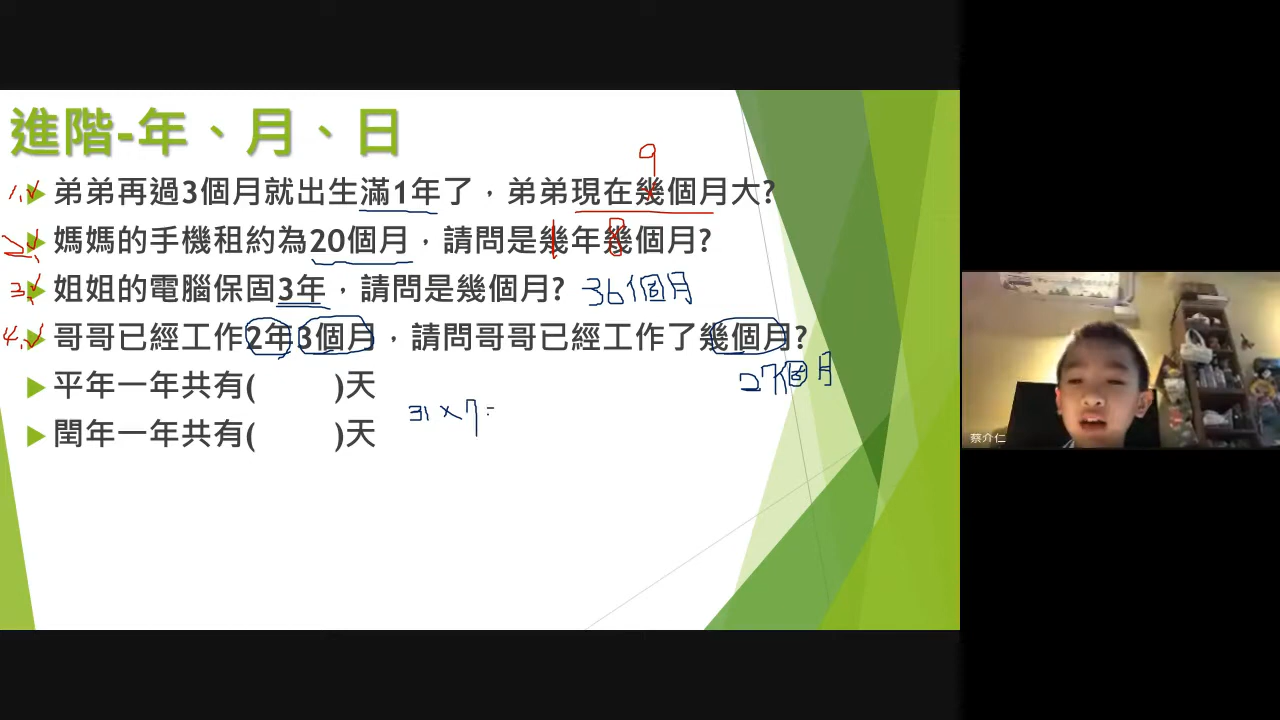 進階-年、月、日
9
1.✓ 弟弟再過3個月就出生滿1年了，弟弟現在幾個月大?
2.✓ 媽媽的手機租約為20個月，請問是幾年幾個月?
1 8
3.✓ 姐姐的電腦保固3年，請問是幾個月? 36個月
4.✓ 哥哥已經工作2年3個月，請問哥哥已經工作了幾個月?
27個月
平年一年共有( )天
31×7=
閏年一年共有( )天
蔡介仁